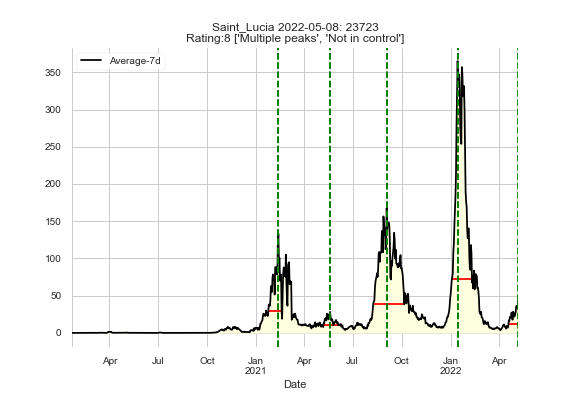 Saint_Lucia 2022-05-08: 23723
Rating:8 ['Multiple peaks', 'Not in control']
Average-7d
350
300
250
200
150
100
50
0
Apr Jul Oct Jan Apr Jul Oct Jan Apr
2021 2022
Date